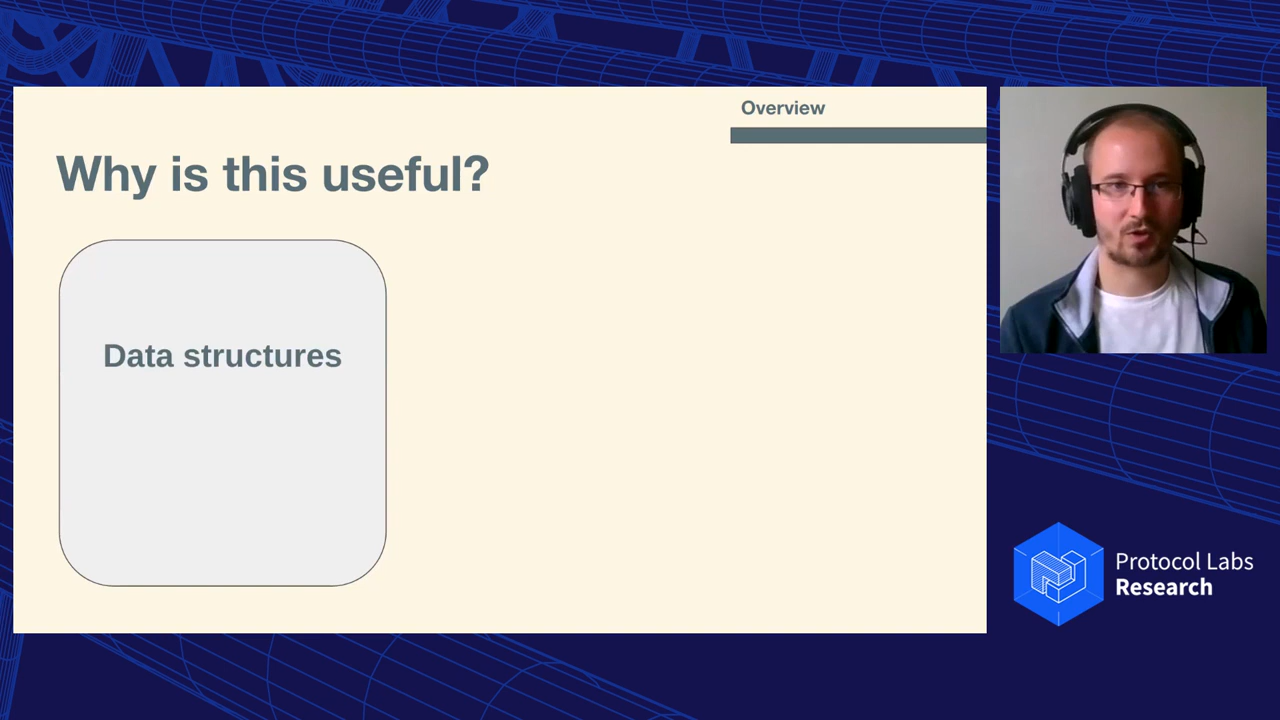 Overview
Why is this useful?
Data structures
Protocol Labs
Research